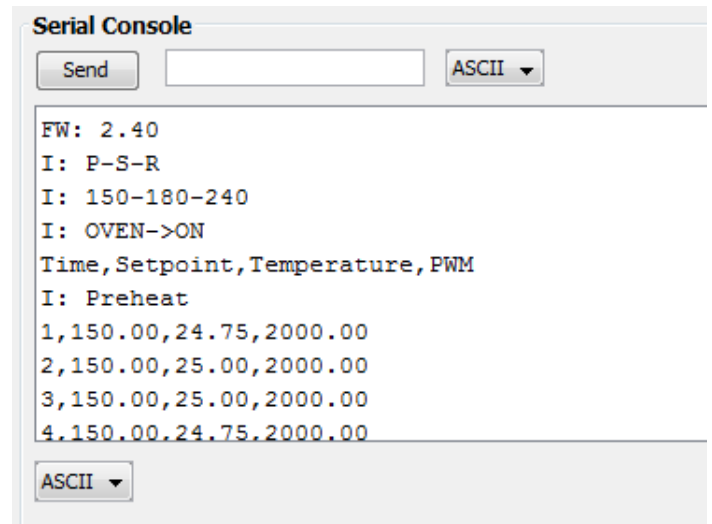 Serial Console
Send
ASCII
FW: 2.40
I: P-S-R
I: 150-180-240
I: OVEN->ON
Time,Setpoint,Temperature,PWM
I: Preheat
1,150.00,24.75,2000.00
2,150.00,25.00,2000.00
3,150.00,25.00,2000.00
4,150.00,24.75,2000.00
ASCII